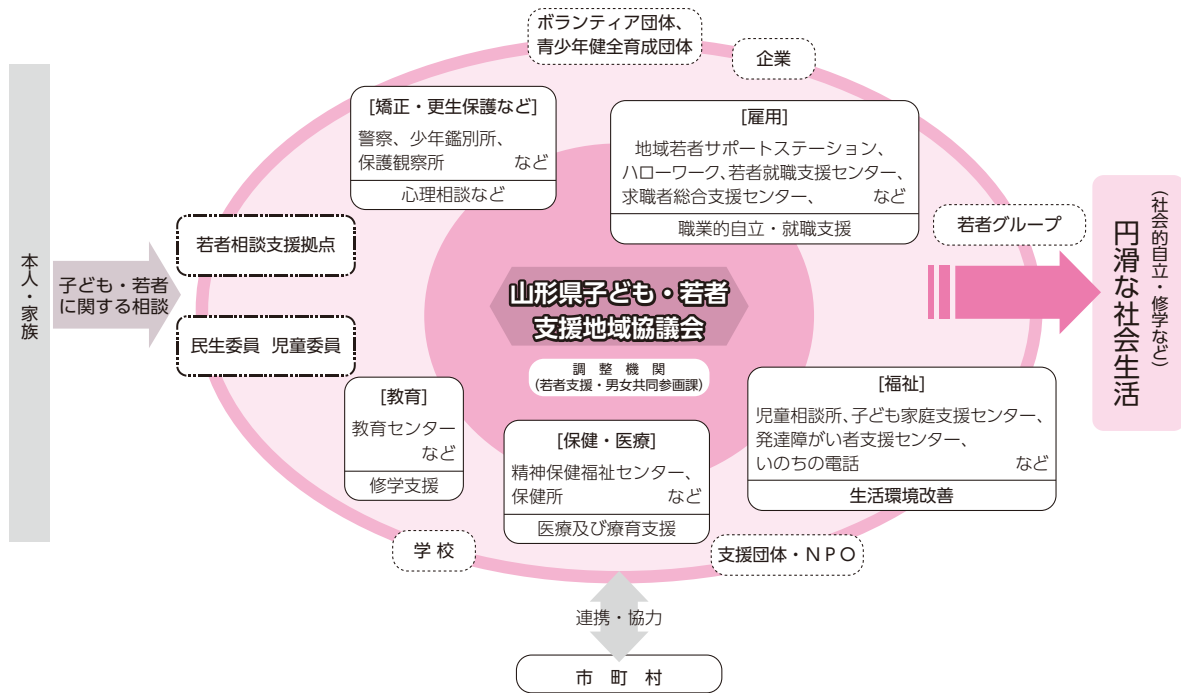 ボランティア団体、
青少年健全育成団体
企業
[矯正・更生保護など]
警察、少年鑑別所、
保護観察所 など
心理相談など
[雇用]
地域若者サポートステーション、
ハローワーク、若者就職支援センター、
求職者総合支援センター、 など
職業的自立・就職支援
本人・家族
子ども・若者
に関する相談
若者相談支援拠点
民生委員 児童委員
山形県子ども・若者
支援地域協議会
調整機関
(若者支援・男女共同参画課)
若者グループ
円滑な社会生活
(社会的自立・修学など)
[教育]
教育センター
など
修学支援
[保健・医療]
精神保健福祉センター、
保健所 など
医療及び療育支援
[福祉]
児童相談所、子ども家庭支援センター、
発達障がい者支援センター、
いのちの電話 など
生活環境改善
学校
支援団体・NPO
連携・協力
市町村